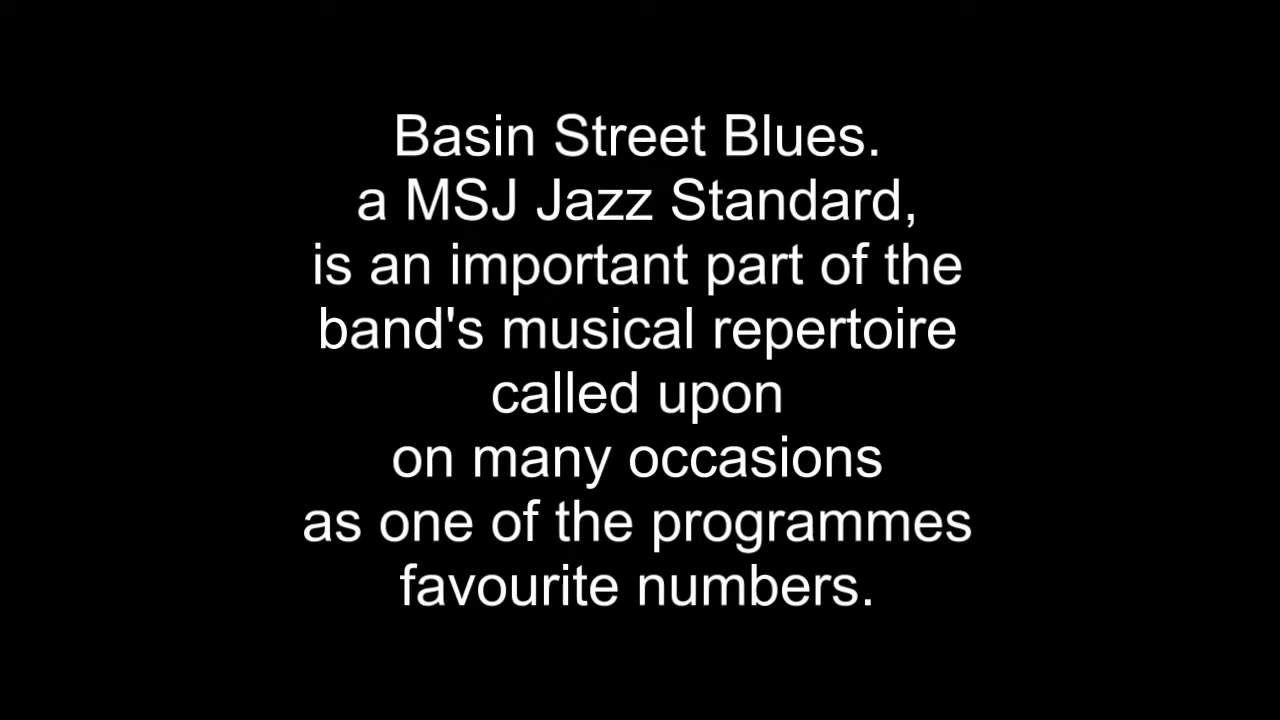 Basin Street Blues.
a MSJ Jazz Standard,
is an important part of the
band's musical repertoire
called upon
on many occasions
as one of the programmes
favourite numbers.